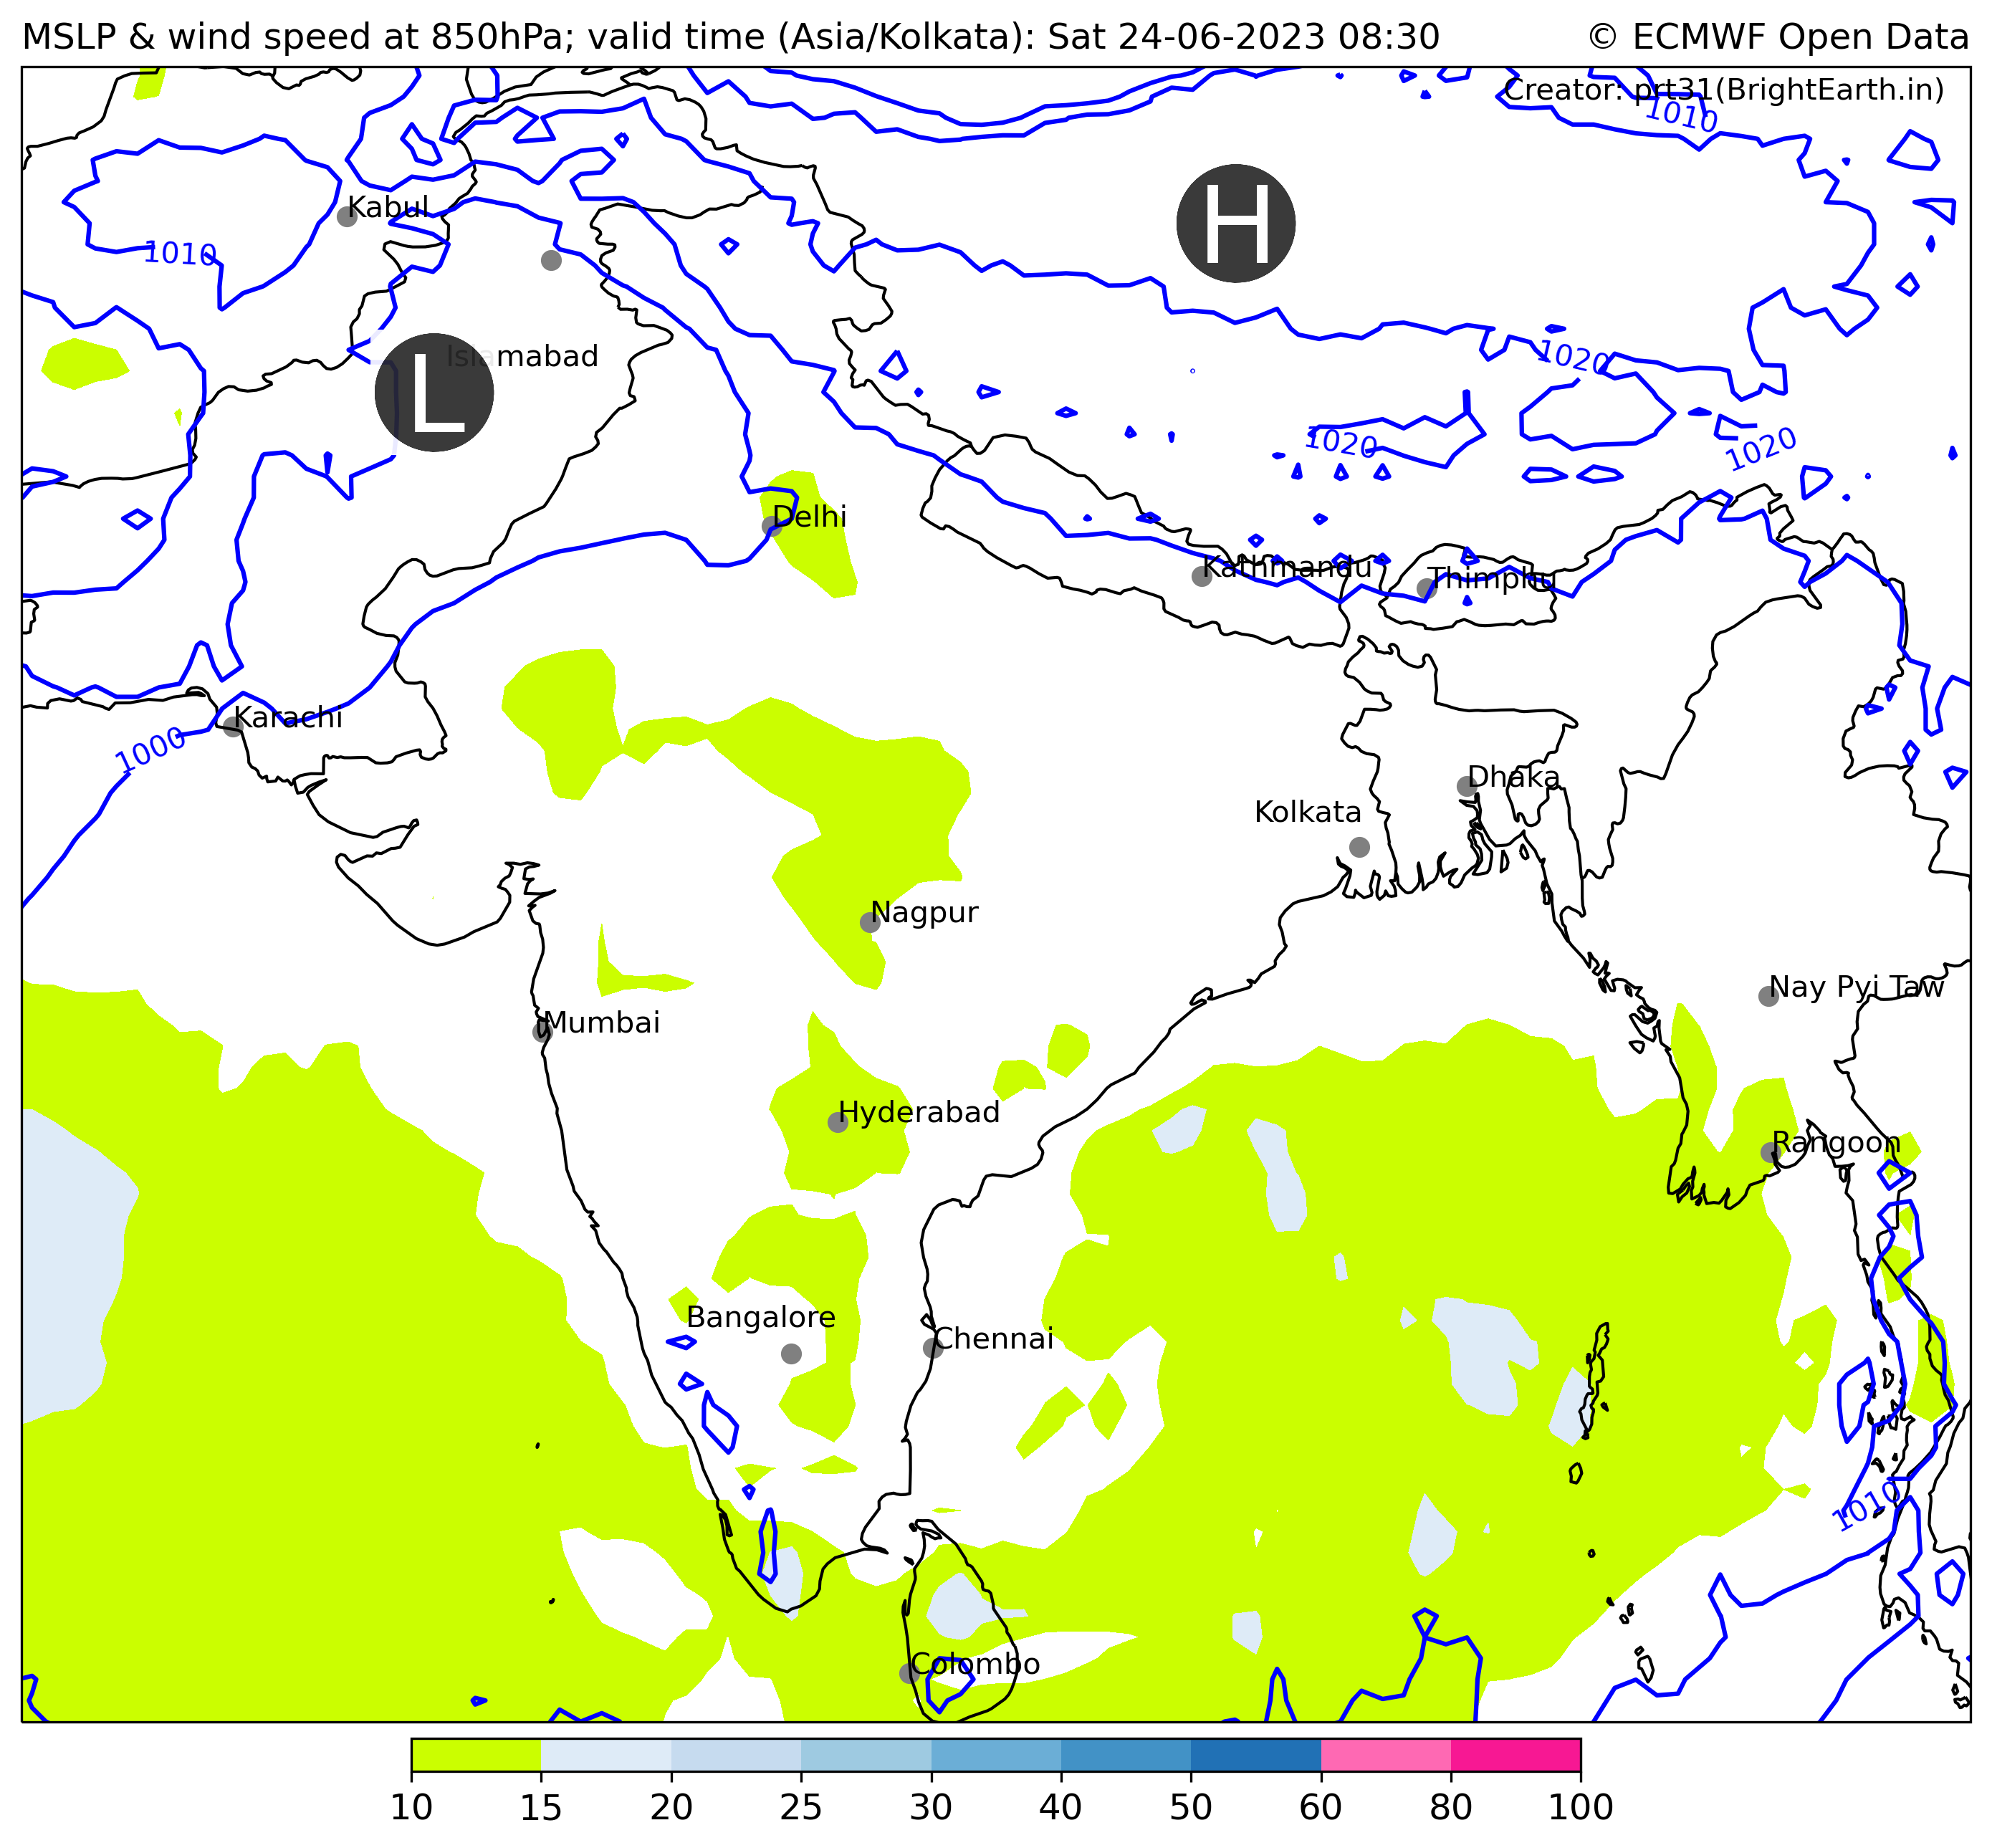 MSLP & wind speed at 850hPa; valid time (Asia/Kolkata): Sat 24-06-2023 08:30 © ECMWF Open Data
Creator: prt31(BrightEarth.in)
1010
H
Kabul
1010
Islamabad
1020
L
1020
1020
Delhi
Kathmandu
Thimphu
Karachi
1000
Dhaka
Kolkata
Nagpur
Nay Pyi Taw
Mumbai
Hyderabad
Rangoon
Bangalore
Chennai
1010
Colombo
10 15 20 25 30 40 50 60 80 100